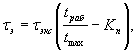 τ_з = τ_экс (t_раб / t_max − K_п),